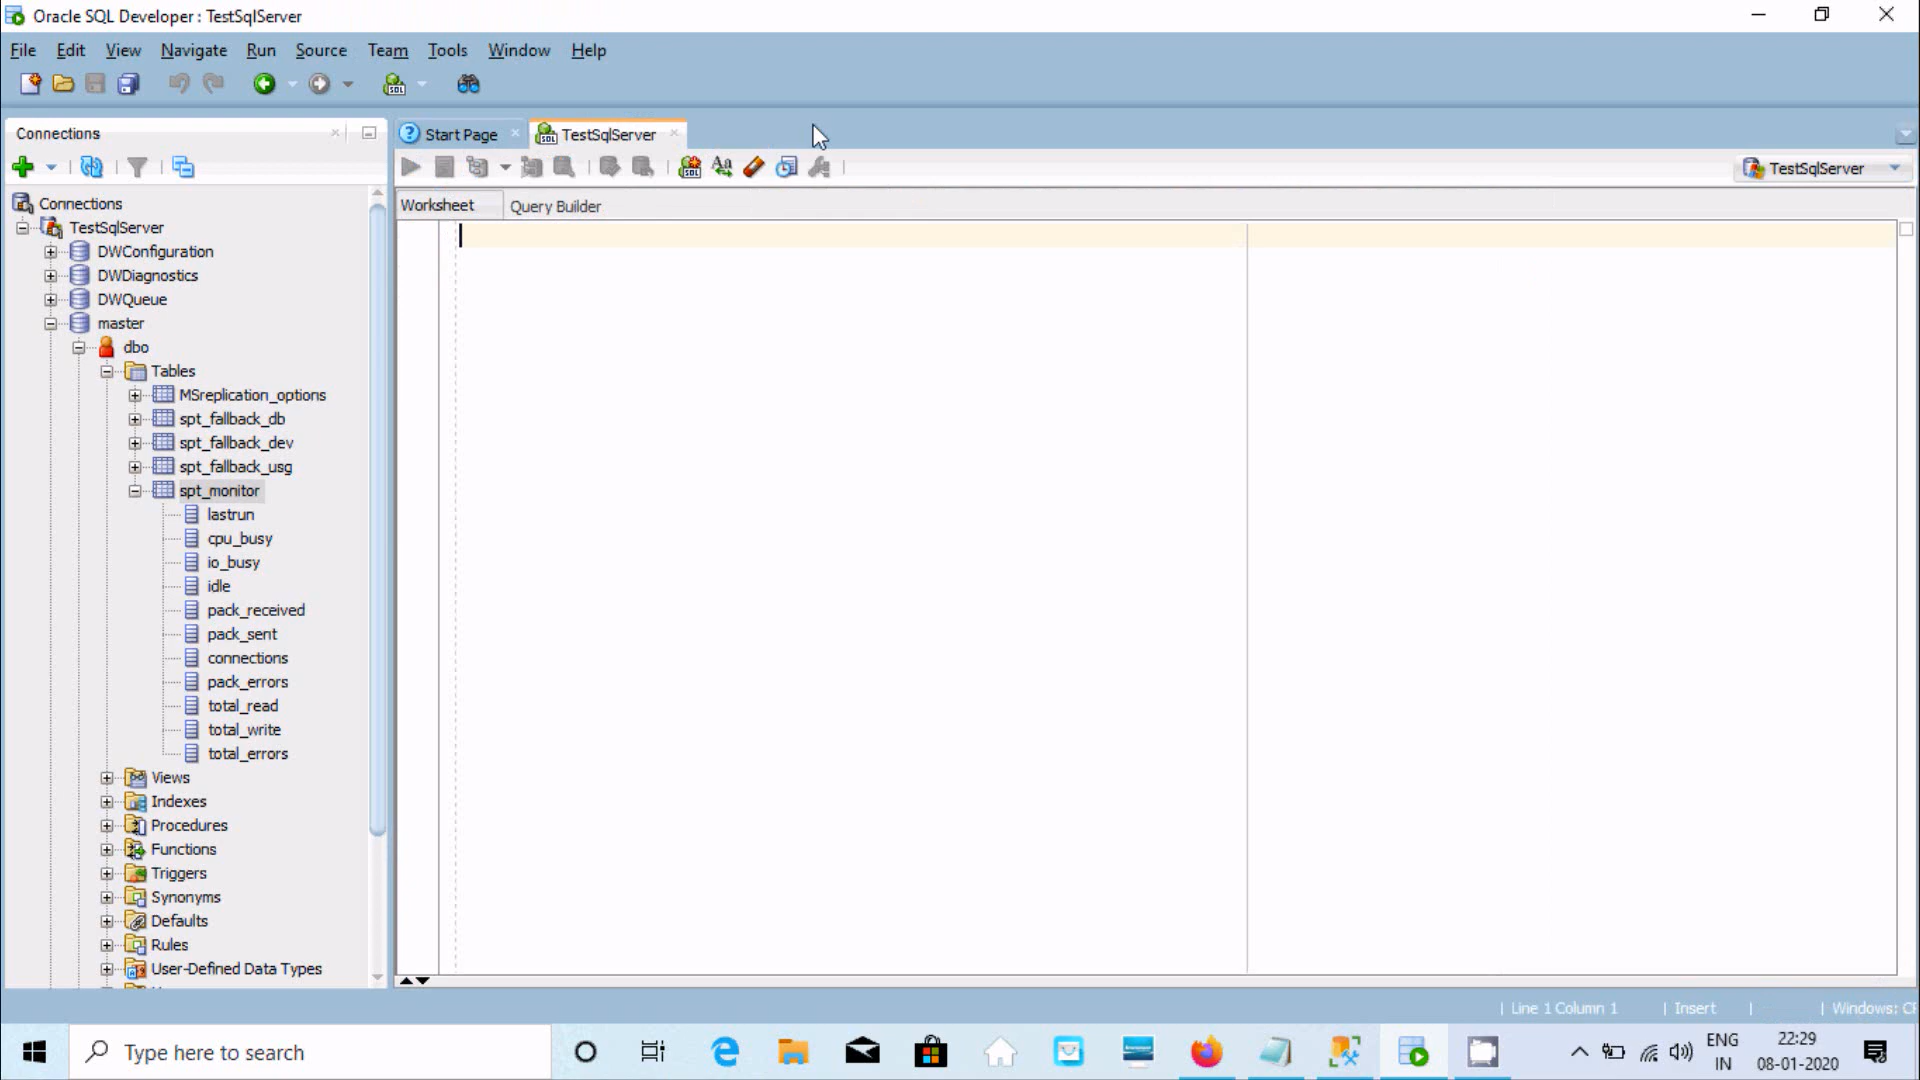 Oracle SQL Developer : TestSqlServer
File Edit View Navigate Run Source Team Tools Window Help
Connections
Start Page
TestSqlServer
TestSqlServer
Worksheet
Query Builder
Connections
TestSqlServer
DWConfiguration
DWDiagnostics
DWQueue
master
dbo
Tables
MSreplication_options
spt_fallback_db
spt_fallback_dev
spt_fallback_usg
spt_monitor
lastrun
cpu_busy
io_busy
idle
pack_received
pack_sent
connections
pack_errors
total_read
total_write
total_errors
Views
Indexes
Procedures
Functions
Triggers
Synonyms
Defaults
Rules
User-Defined Data Types
| Line 1 Column 1 | Insert | | Windows: CF
Type here to search
ENG
IN
22:29
08-01-2020